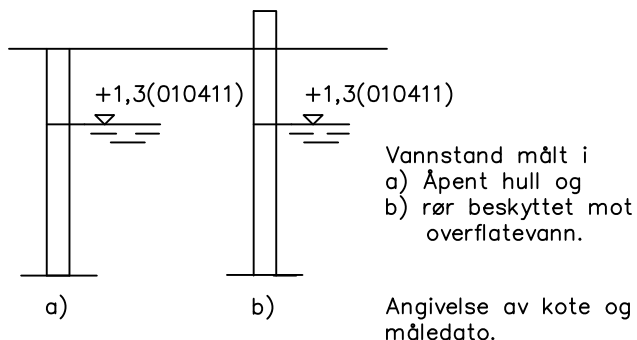 +1,3(010411)
+1,3(010411)
Vannstand målt i
a) Åpent hull og
b) rør beskyttet mot
overflatevann.
a)
b)
Angivelse av kote og
måledato.